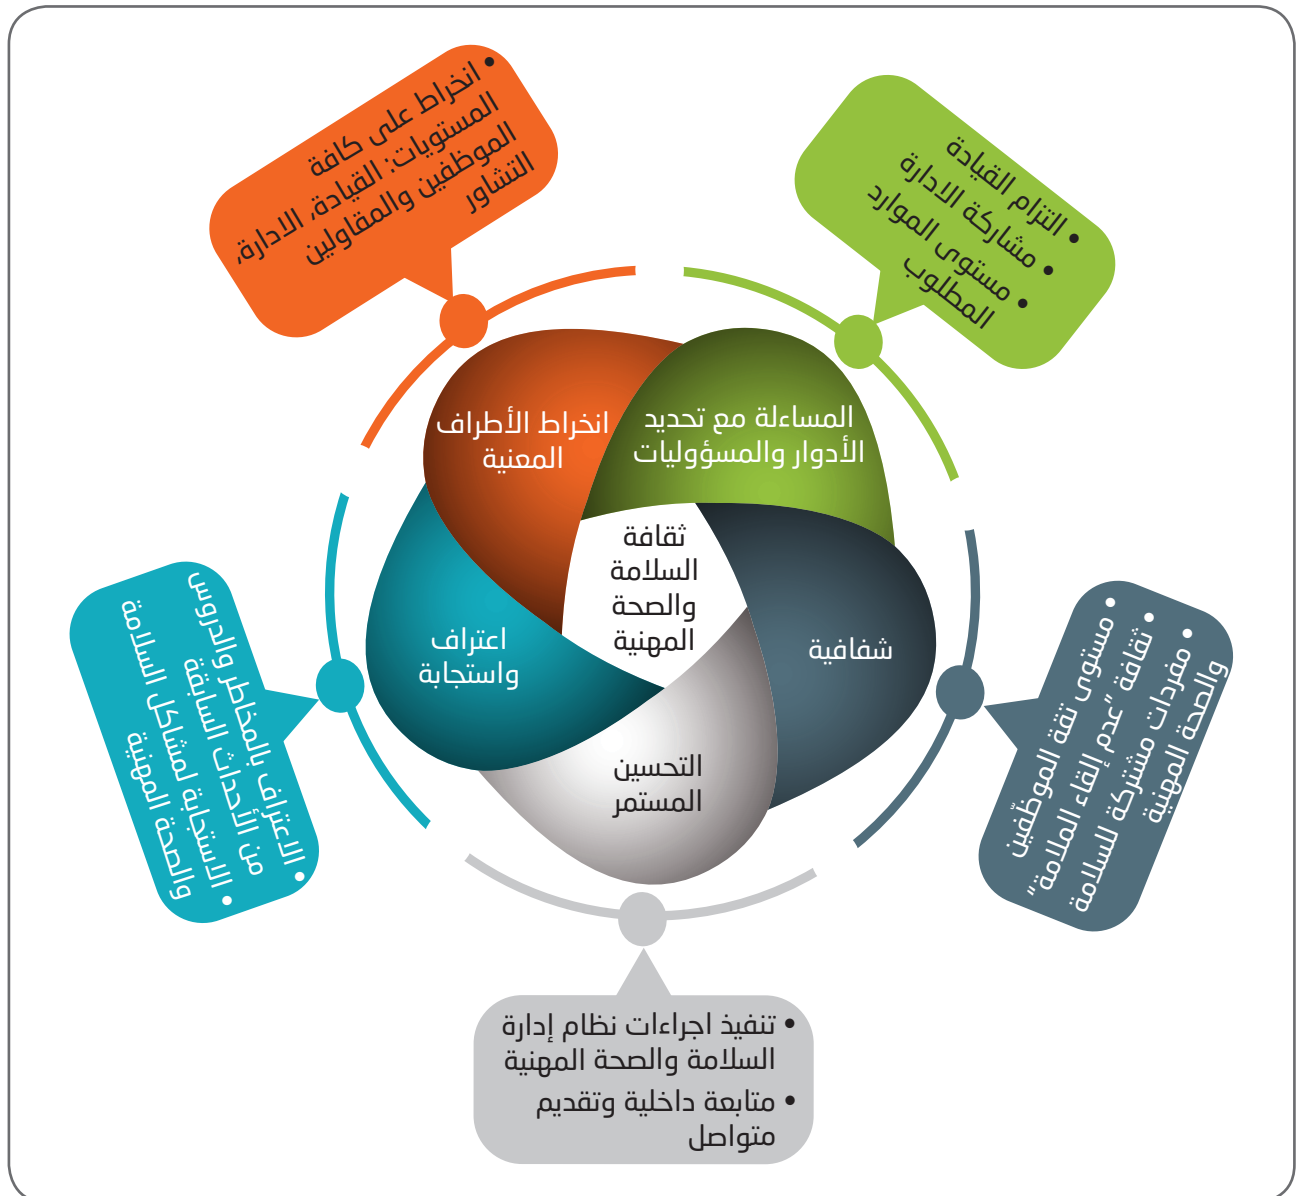 • انخراط على كافة
المستويات: القيادة، الادارة،
الموظفين والمقاولين
التشاور
• التزام القيادة
• مشاركة الادارة
• مستوى الموارد
المطلوب
المساءلة مع تحديد
الأدوار والمسؤوليات
انخراط الأطراف
المعنية
ثقافة
السلامة
والصحة
المهنية
شفافية
اعتراف
واستجابة
التحسين
المستمر
• مستوى ثقة الموظّفين
• ثقافة ”عدم إلقاء الملامة“
• مفردات مشتركة للسلامة
والصحة المهنية
• الاعتراف بالمخاطر والدروس
من الأحداث السابقة
• الاستجابة لمشاكل السلامة
والصحة المهنية
• تنفيذ اجراءات نظام إدارة
السلامة والصحة المهنية
• متابعة داخلية وتقديم
متواصل